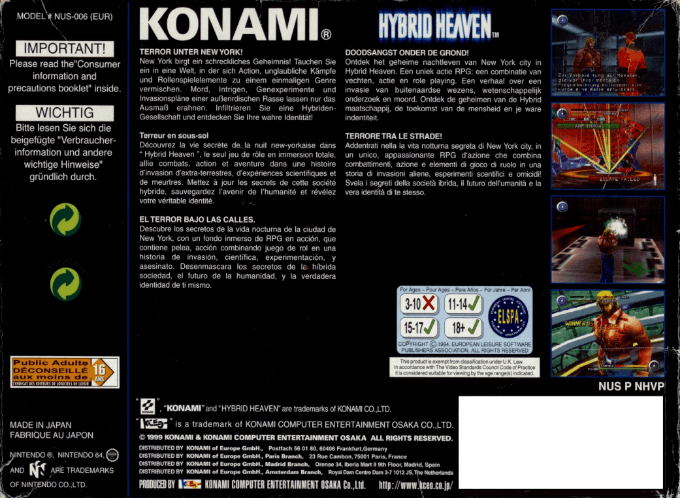 MODEL # NUS-006 (EUR)
IMPORTANT!
Please read the"Consumer
information and
precautions booklet" inside.
WICHTIG
Bitte lesen Sie sich die
beigefügte "Verbraucher-
information und andere
wichtige Hinweise"
gründlich durch.
Public Adulte
DÉCONSEILLÉ
aux moins de
16
ANS
SYNDICAT DES EDITEURS DE LOGICIELS DE LOISIRS
MADE IN JAPAN
FABRIQUE AU JAPON
NINTENDO ®, NINTENDO 64,
AND N ARE TRADEMARKS
OF NINTENDO CO.,LTD.
KONAMI®
TERROR UNTER NEW YORK!
New York birgt ein schreckliches Geheimnis! Tauchen Sie
ein in eine Welt, in der sich Action, unglaubliche Kämpfe
und Rollenspielelemente zu einem einmaligen Genre
vermischen. Mord, Intrigen, Genexperimente und
Invasionspläne einer außerirdischen Rasse lassen nur das
Ausmaß erahnen. Infiltrieren Sie eine Hybriden-
Gesellschaft und entdecken Sie Ihre wahre Identität!
Terreur en sous-sol
Découvrez la vie secrète de la nuit new-yorkaise dans
" Hybrid Heaven ", le seul jeu de rôle en immersion totale,
allie combats, action et aventure dans une histoire
d'invasion d'extra-terrestres, d'expériences scientifiques et
de meurtres. Mettez à jour les secrets de cette société
hybride, sauvegardez l'avenir de l'humanité et révélez
votre véritable identité.
EL TERROR BAJO LAS CALLES.
Descubre los secretos de la vida nocturna de la ciudad de
New York, con un fondo inmerso de RPG en acción, que
contiene pelea, acción combinando juego de rol en una
historia de invasión, científica, experimentación, y
asesinato. Desenmascara los secretos de la híbrida
sociedad, el futuro de la humanidad, y la verdadera
identidad de ti mismo.
HYBRID HEAVEN™
DOODSANGST ONDER DE GROND!
Ontdek het geheime nachtleven van New York city in
Hybrid Heaven. Een uniek actie RPG: een combinatie van
vechten, actie en role playing. Een verhaal over een
invasie van buitenaardse wezens, wetenschappelijk
onderzoek en moord. Ontdek de geheimen van de Hybrid
maatschappij, de toekomst van de mensheid en je ware
indentiteit.
TERRORE TRA LE STRADE!
Addentrati nella vita notturna segreta di New York city, in
un unico, appassionante RPG d'azione che combina
combattimenti, azione e elementi di gioco di ruolo in una
storia di invasioni aliene, esperimenti scentifici e omicidi!
Svela i segreti della società ibrida, il futuro dell'umanità e la
vera identità di te stesso.
For Ages - Pour Ages - Para Años - Für Jahre - Per Anni
3-10
11-14
15-17
18+
ELSPA
COPYRIGHT © 1994. EUROPEAN LEISURE SOFTWARE
PUBLISHERS ASSOCIATION. ALL RIGHTS RESERVED
This product is exempt from classification under U.K. Law.
In accordance with The Video Standards Council Code of Practice
it is considered suitable for viewing by the age range(s) indicated.
ESCAPE FAILED
NUS P NHVP
" ", "KONAMI" and "HYBRID HEAVEN" are trademarks of KONAMI CO.,LTD.
" KCEO " is a trademark of KONAMI COMPUTER ENTERTAINMENT OSAKA CO.,LTD.
© 1999 KONAMI & KONAMI COMPUTER ENTERTAINMENT OSAKA ALL RIGHTS RESERVED.
DISTRIBUTED BY KONAMI of Europe GmbH., Postfach 56 01 80, 60406 Frankfurt,Germany
DISTRIBUTED BY KONAMI of Europe GmbH., Paris Branch, 23 Rue Cambon,75001 Paris, France
DISTRIBUTED BY KONAMI of Europe GmbH., Madrid Branch, Orense 34, Iberia Mart II 9th Floor, Madrid, Spain
DISTRIBUTED BY KONAMI of Europe GmbH., Amsterdam Branch, Royal Dam Centre Dam 3-7 1012 JS, The Netherlands
PRODUCED BY KCEO KONAMI COMPUTER ENTERTAINMENT OSAKA Co.,Ltd. http://www.kceo.co.jp/